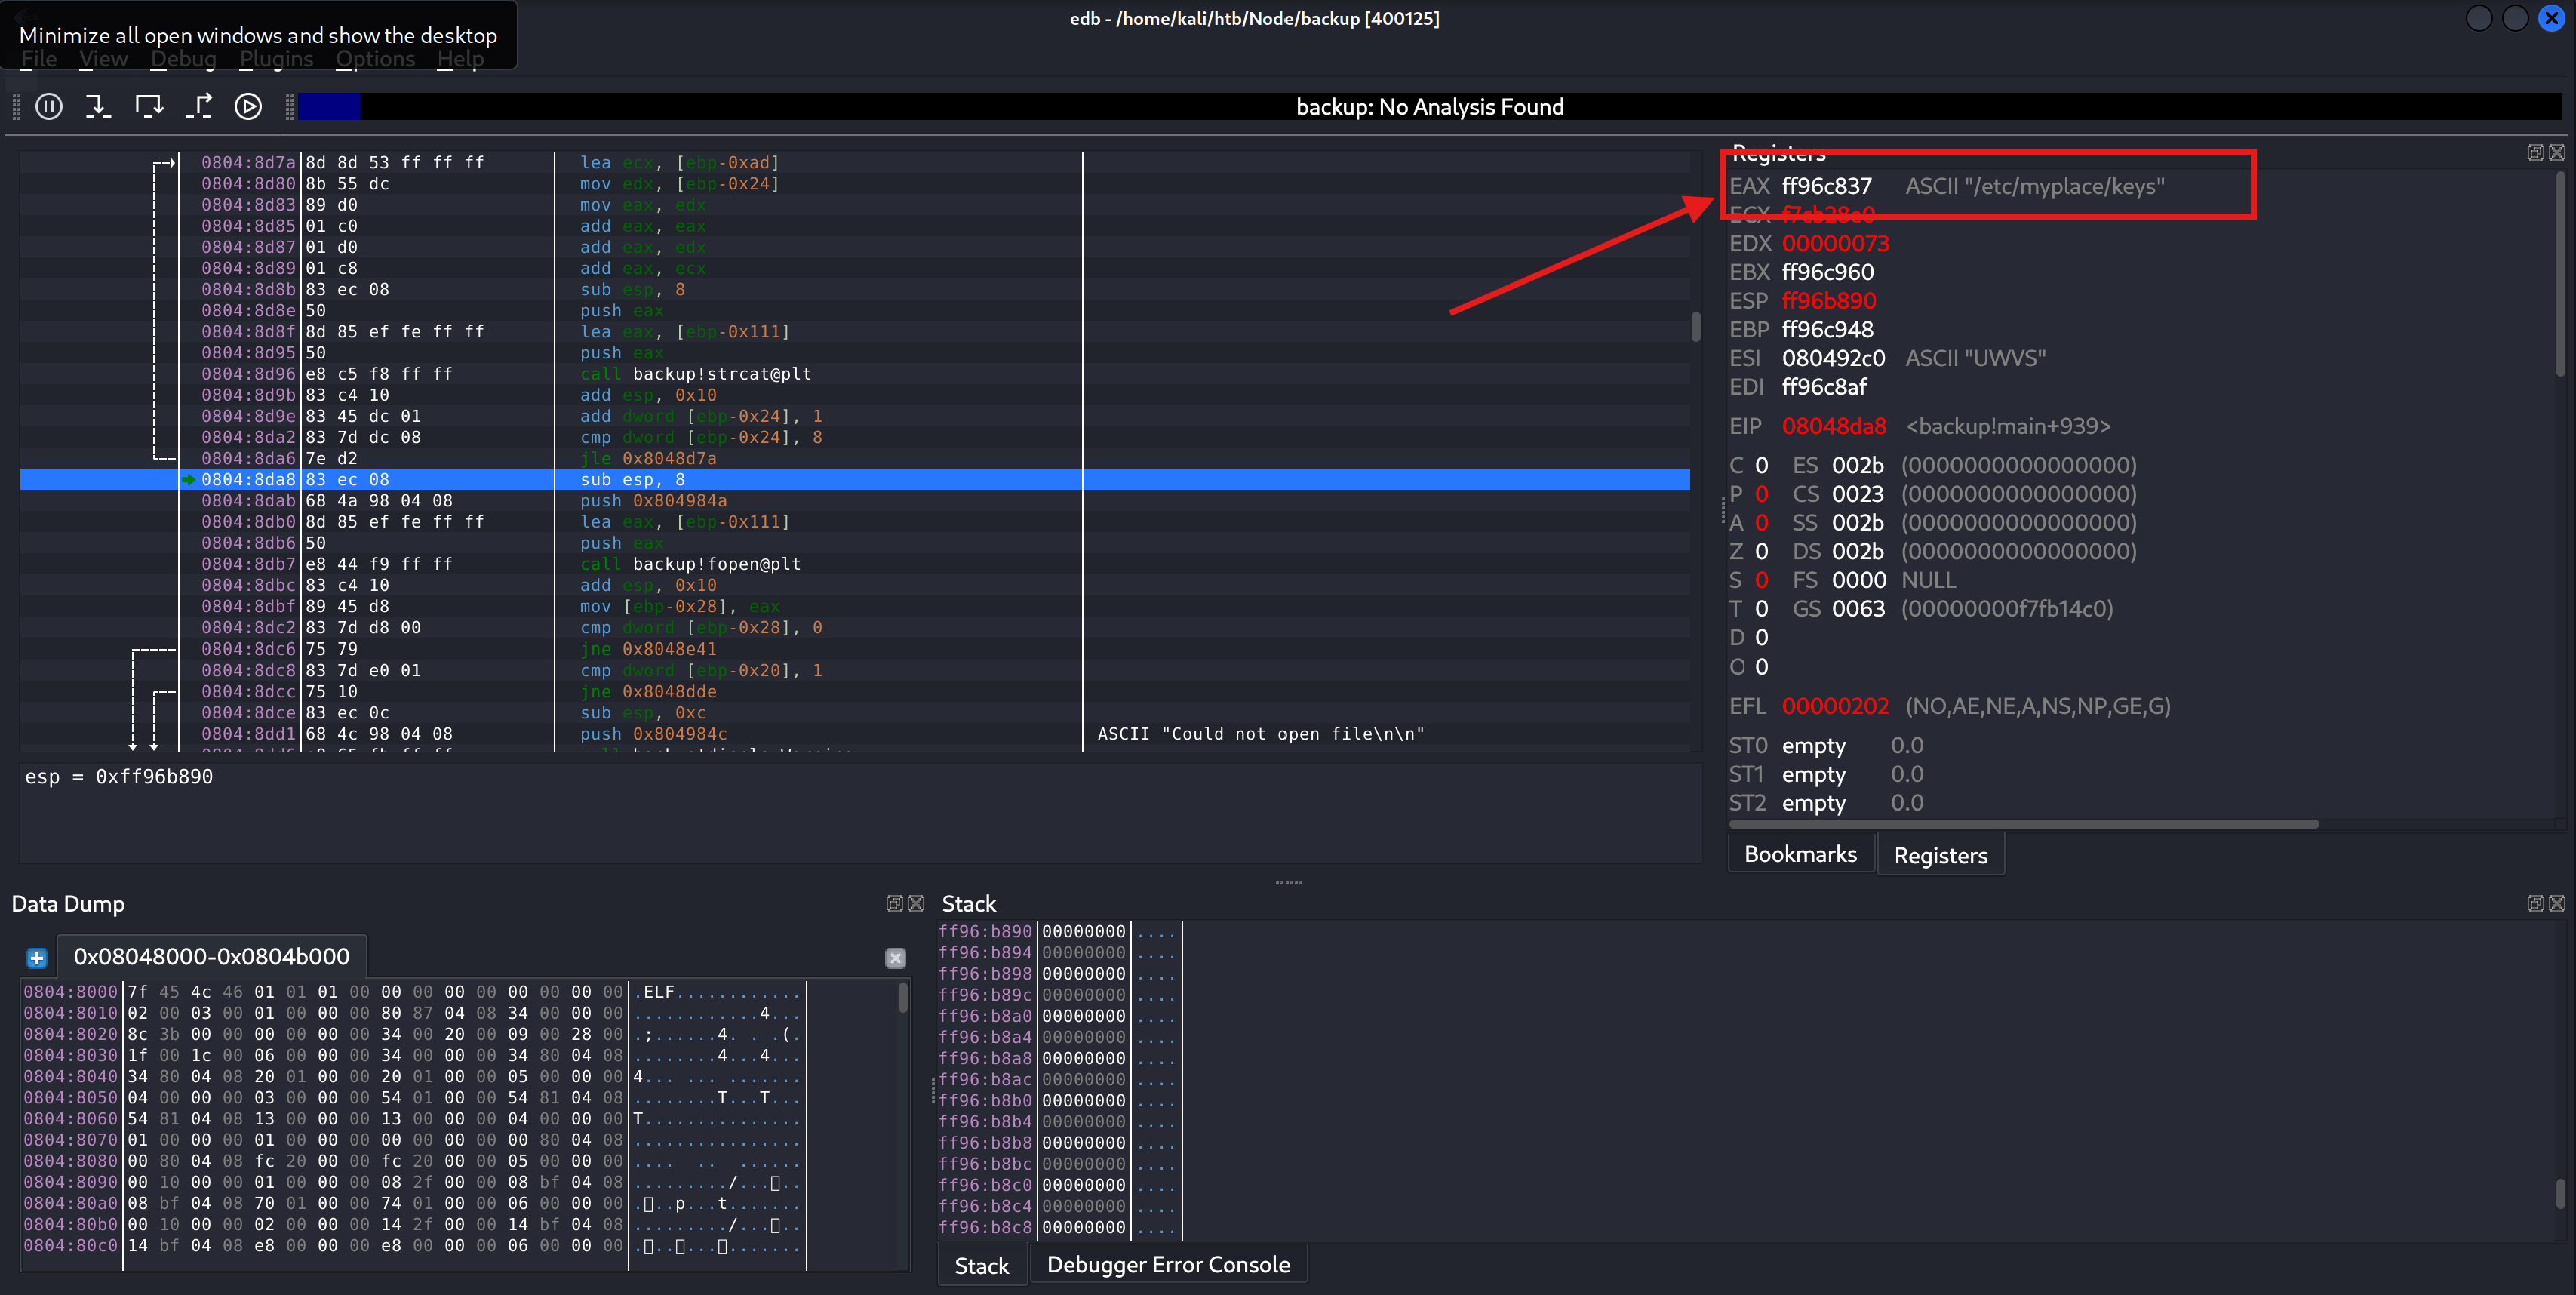 edb - /home/kali/htb/Node/backup [400125]
Minimize all open windows and show the desktop
File View Debug Plugins Options Help
backup: No Analysis Found
0804:8d7a 8d 8d 53 ff ff ff lea ecx, [ebp-0xad]
0804:8d80 8b 55 dc mov edx, [ebp-0x24]
0804:8d83 89 d0 mov eax, edx
0804:8d85 01 c0 add eax, eax
0804:8d87 01 d0 add eax, edx
0804:8d89 01 c8 add eax, ecx
0804:8d8b 83 ec 08 sub esp, 8
0804:8d8e 50 push eax
0804:8d8f 8d 85 ef fe ff ff lea eax, [ebp-0x111]
0804:8d95 50 push eax
0804:8d96 e8 c5 f8 ff ff call backup!strcat@plt
0804:8d9b 83 c4 10 add esp, 0x10
0804:8d9e 83 45 dc 01 add dword [ebp-0x24], 1
0804:8da2 83 7d dc 08 cmp dword [ebp-0x24], 8
0804:8da6 7e d2 jle 0x8048d7a
0804:8da8 83 ec 08 sub esp, 8
0804:8dab 68 4a 98 04 08 push 0x804984a
0804:8db0 8d 85 ef fe ff ff lea eax, [ebp-0x111]
0804:8db6 50 push eax
0804:8db7 e8 44 f9 ff ff call backup!fopen@plt
0804:8dbc 83 c4 10 add esp, 0x10
0804:8dbf 89 45 d8 mov [ebp-0x28], eax
0804:8dc2 83 7d d8 00 cmp dword [ebp-0x28], 0
0804:8dc6 75 79 jne 0x8048e41
0804:8dc8 83 7d e0 01 cmp dword [ebp-0x20], 1
0804:8dcc 75 10 jne 0x8048dde
0804:8dce 83 ec 0c sub esp, 0xc
0804:8dd1 68 4c 98 04 08 push 0x804984c ASCII "Could not open file\n\n"
esp = 0xff96b890
Registers
EAX ff96c837 ASCII "/etc/myplace/keys"
ECX f7cb28e0
EDX 00000073
EBX ff96c960
ESP ff96b890
EBP ff96c948
ESI 080492c0 ASCII "UWVS"
EDI ff96c8af
EIP 08048da8 <backup!main+939>
C 0 ES 002b (0000000000000000)
P 0 CS 0023 (0000000000000000)
A 0 SS 002b (0000000000000000)
Z 0 DS 002b (0000000000000000)
S 0 FS 0000 NULL
T 0 GS 0063 (00000000f7fb14c0)
D 0
O 0
EFL 00000202 (NO,AE,NE,A,NS,NP,GE,G)
ST0 empty 0.0
ST1 empty 0.0
ST2 empty 0.0
Bookmarks Registers
Data Dump
0x08048000-0x0804b000
0804:8000 7f 45 4c 46 01 01 01 00 00 00 00 00 00 00 00 00 .ELF............
0804:8010 02 00 03 00 01 00 00 00 80 87 04 08 34 00 00 00 ............4...
0804:8020 8c 3b 00 00 00 00 00 00 34 00 20 00 09 00 28 00 .;......4. ...(.
0804:8030 1f 00 1c 00 06 00 00 00 34 00 00 00 34 80 04 08 ........4...4...
0804:8040 34 80 04 08 20 01 00 00 20 01 00 00 05 00 00 00 4... ... .......
0804:8050 04 00 00 00 03 00 00 00 54 01 00 00 54 81 04 08 ........T...T...
0804:8060 54 81 04 08 13 00 00 00 13 00 00 00 04 00 00 00 T...............
0804:8070 01 00 00 00 01 00 00 00 00 00 00 00 00 80 04 08 ................
0804:8080 00 80 04 08 fc 20 00 00 fc 20 00 00 05 00 00 00 ..... .. ......
0804:8090 00 10 00 00 01 00 00 00 08 2f 00 00 08 bf 04 08 ........./...▯..
0804:80a0 08 bf 04 08 70 01 00 00 74 01 00 00 06 00 00 00 .▯..p...t.......
0804:80b0 00 10 00 00 02 00 00 00 14 2f 00 00 14 bf 04 08 ........./...▯..
0804:80c0 14 bf 04 08 e8 00 00 00 e8 00 00 00 06 00 00 00 .▯..▯...▯.......
Stack
ff96:b890 00000000 ....
ff96:b894 00000000 ....
ff96:b898 00000000 ....
ff96:b89c 00000000 ....
ff96:b8a0 00000000 ....
ff96:b8a4 00000000 ....
ff96:b8a8 00000000 ....
ff96:b8ac 00000000 ....
ff96:b8b0 00000000 ....
ff96:b8b4 00000000 ....
ff96:b8b8 00000000 ....
ff96:b8bc 00000000 ....
ff96:b8c0 00000000 ....
ff96:b8c4 00000000 ....
ff96:b8c8 00000000 ....
Stack Debugger Error Console